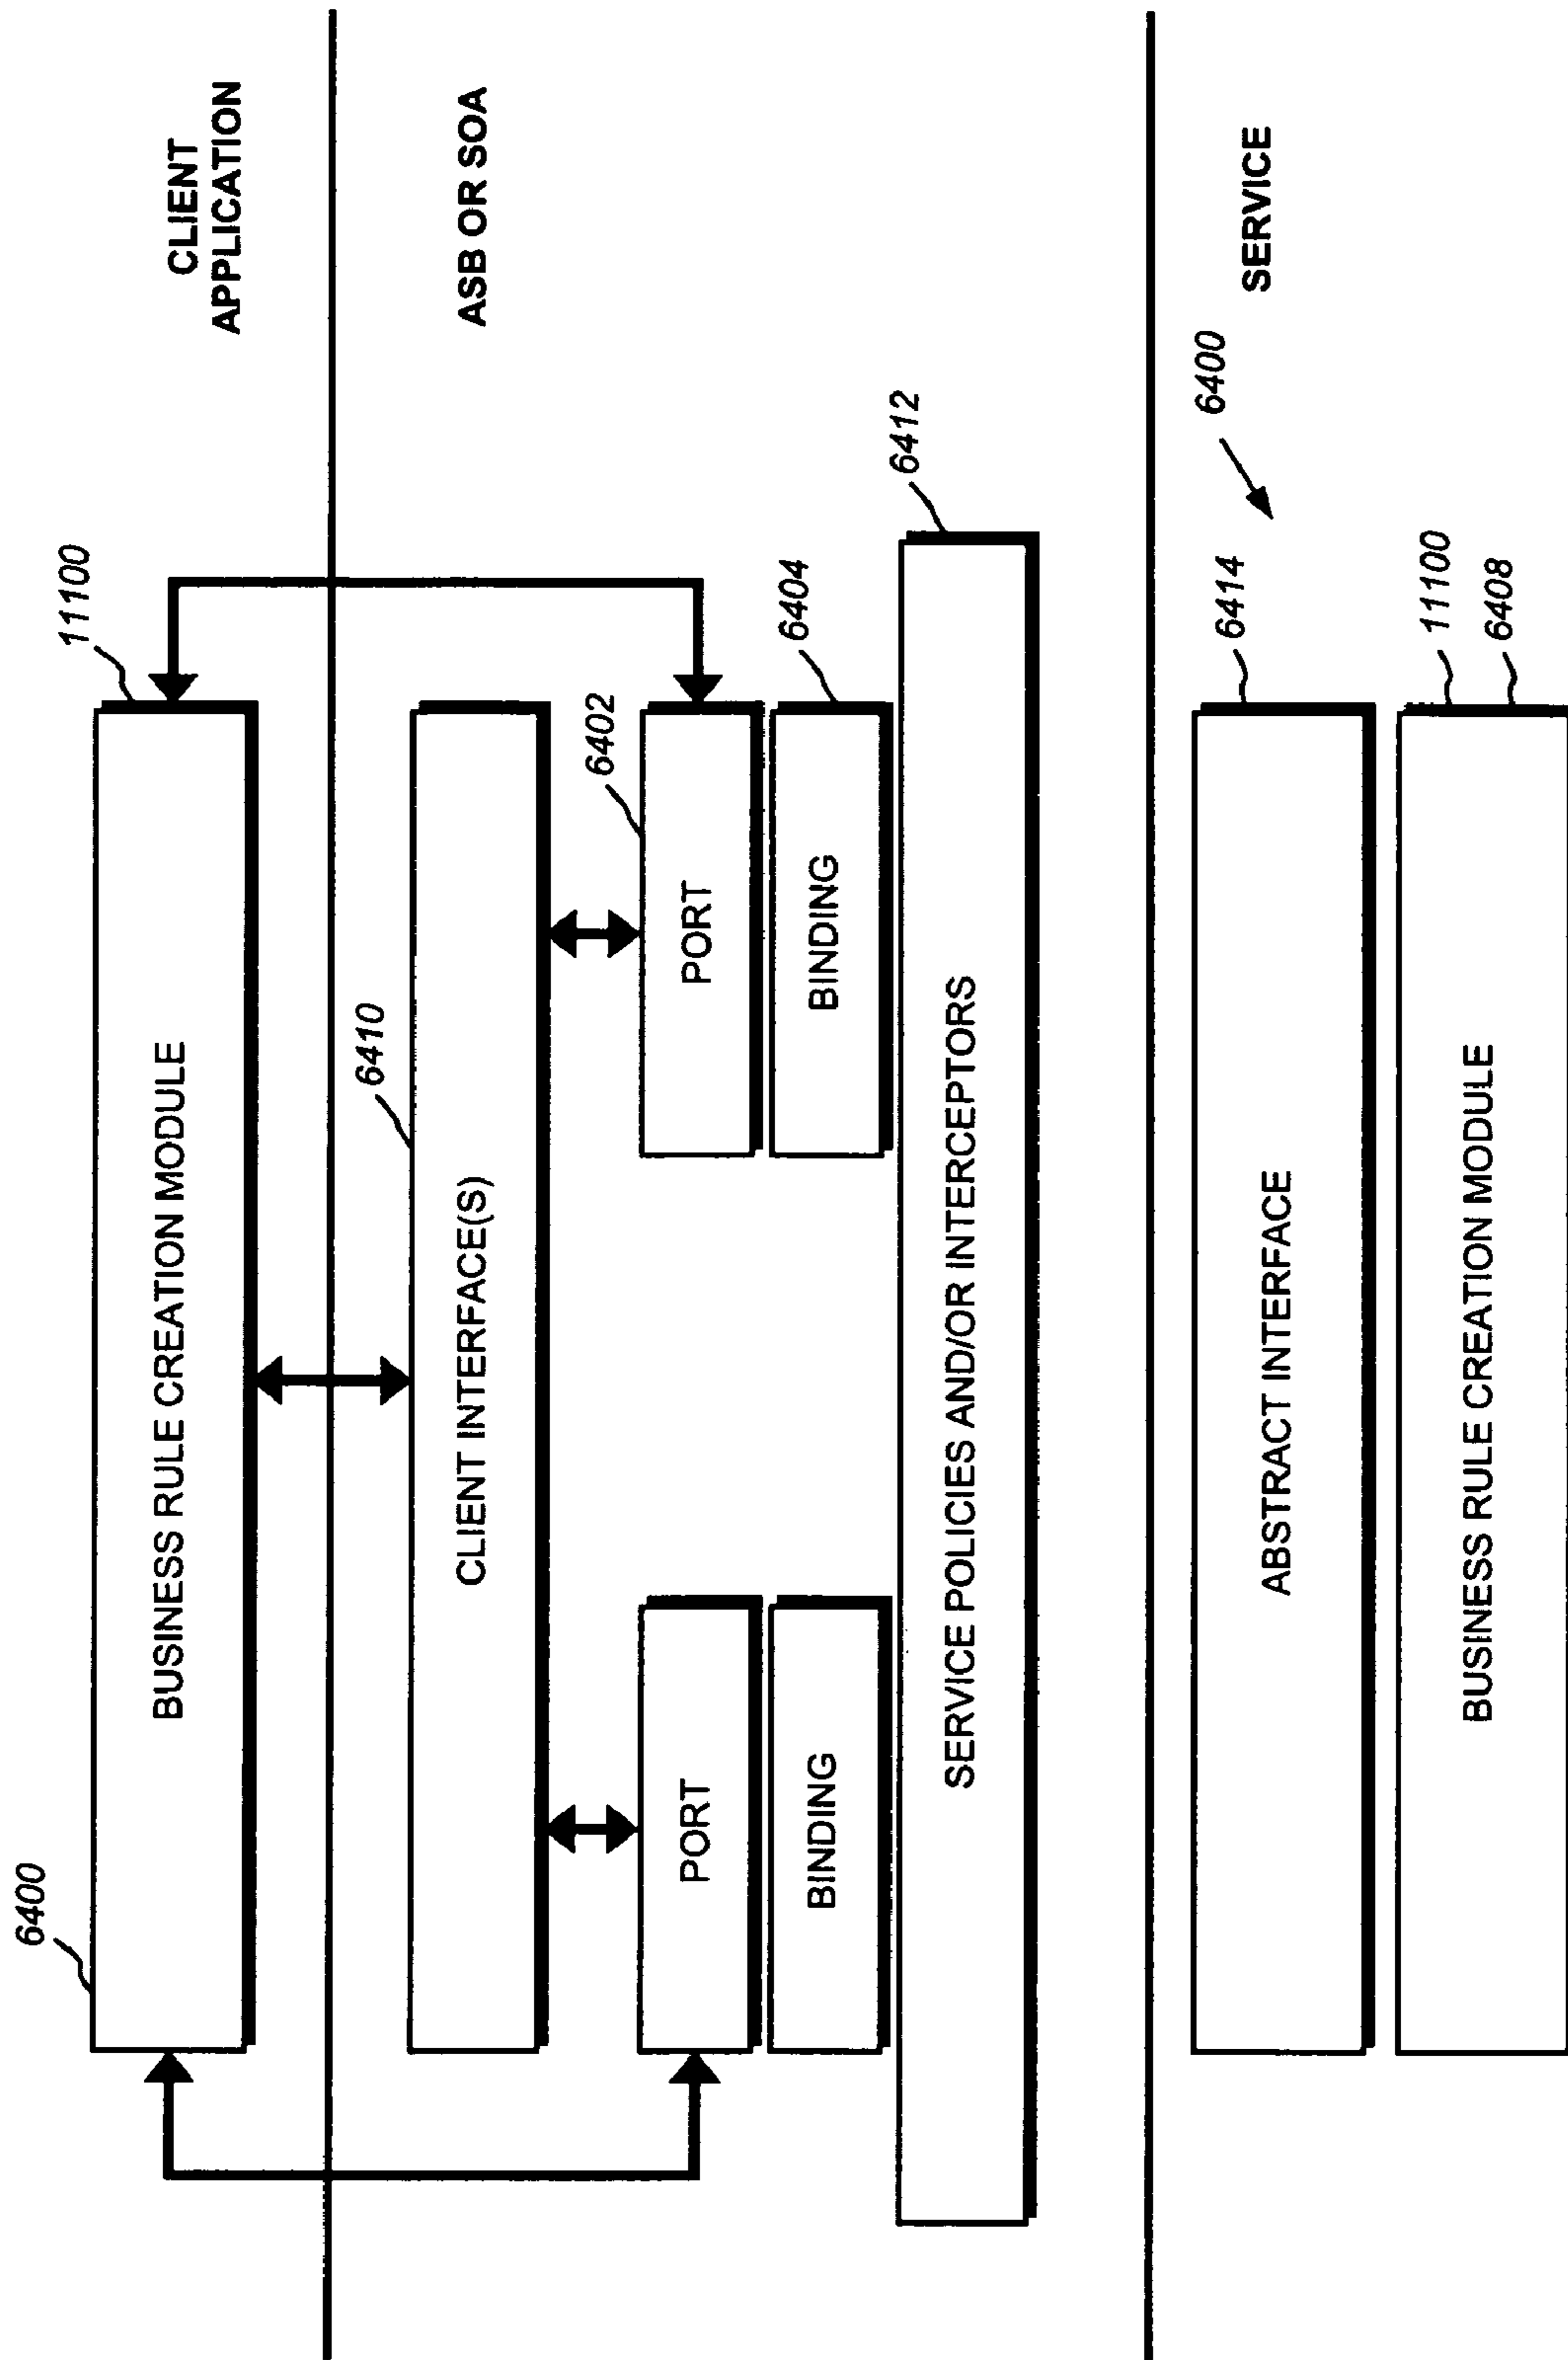 6400
BUSINESS RULE CREATION MODULE
11100
CLIENT
APPLICATION
6410
CLIENT INTERFACE(S)
ASB OR SOA
6402
PORT
PORT
6404
BINDING
BINDING
6412
SERVICE POLICIES AND/OR INTERCEPTORS
6414
6400
SERVICE
ABSTRACT INTERFACE
11100
6408
BUSINESS RULE CREATION MODULE